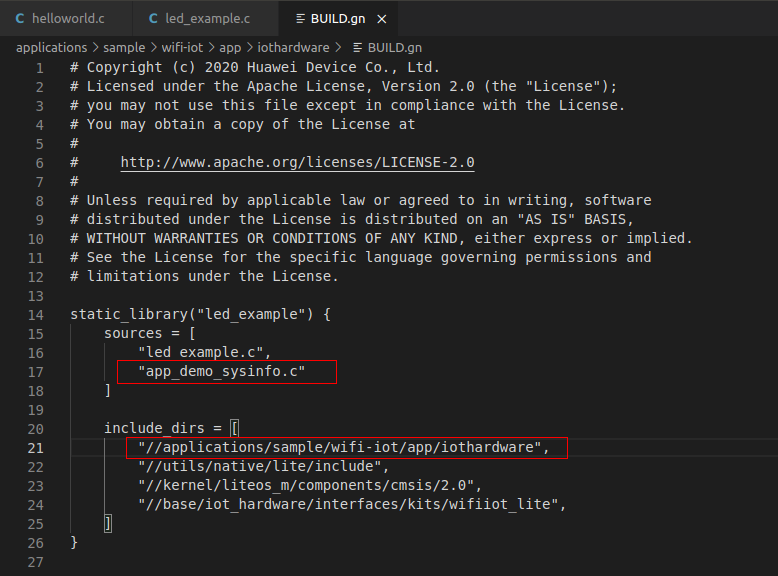 helloworld.c led_example.c BUILD.gn
applications > sample > wifi-iot > app > iothardware > BUILD.gn
1 # Copyright (c) 2020 Huawei Device Co., Ltd.
2 # Licensed under the Apache License, Version 2.0 (the "License");
3 # you may not use this file except in compliance with the License.
4 # You may obtain a copy of the License at
5 #
6 #     http://www.apache.org/licenses/LICENSE-2.0
7 #
8 # Unless required by applicable law or agreed to in writing, software
9 # distributed under the License is distributed on an "AS IS" BASIS,
10 # WITHOUT WARRANTIES OR CONDITIONS OF ANY KIND, either express or implied.
11 # See the License for the specific language governing permissions and
12 # limitations under the License.
13
14 static_library("led_example") {
15     sources = [
16         "led_example.c",
17         "app_demo_sysinfo.c"
18     ]
19
20     include_dirs = [
21         "//applications/sample/wifi-iot/app/iothardware",
22         "//utils/native/lite/include",
23         "//kernel/liteos_m/components/cmsis/2.0",
24         "//base/iot_hardware/interfaces/kits/wifiiot_lite",
25     ]
26 }
27